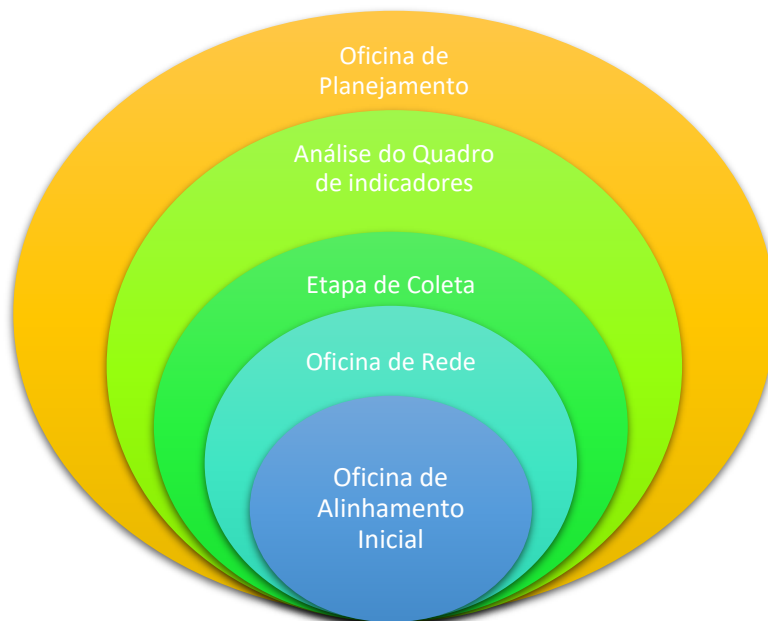 Oficina de
Planejamento
Análise do Quadro
de indicadores
Etapa de Coleta
Oficina de Rede
Oficina de
Alinhamento
Inicial